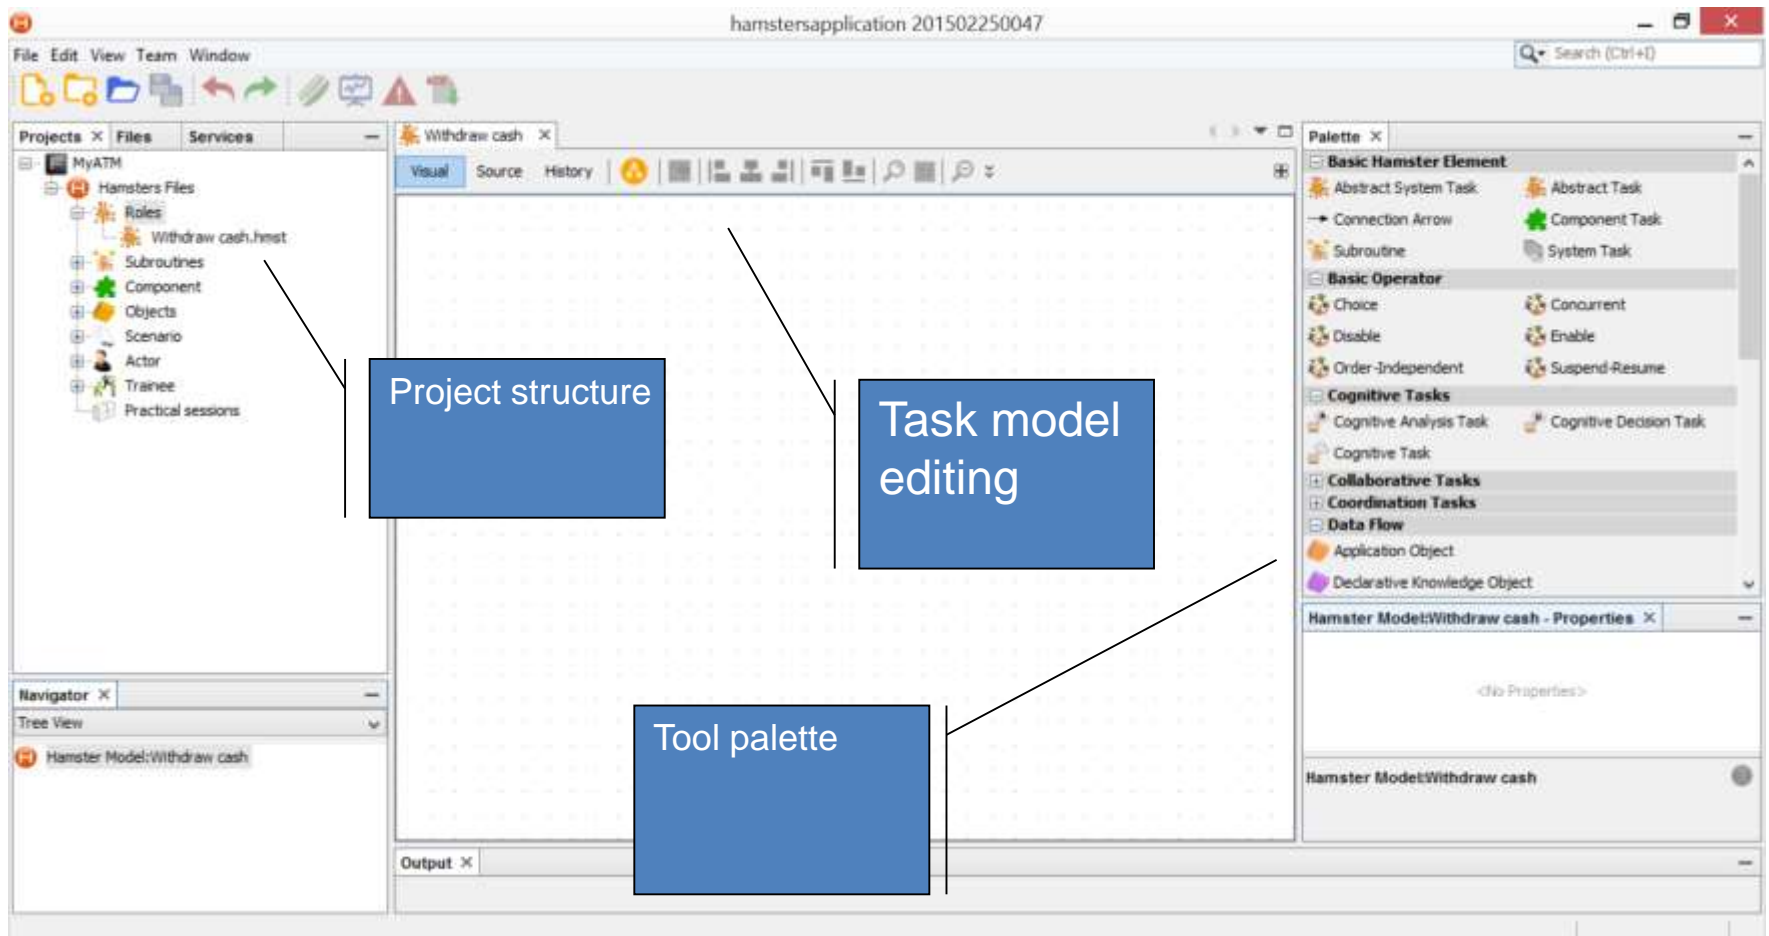 hamstersapplication 201502250047
File Edit View Team Window
Search (Ctrl+I)
Projects Files Services
MyATM
Hamsters Files
Roles
Withdraw cash.hmst
Subroutines
Component
Objects
Scenario
Actor
Trainee
Practical sessions
Navigator
Tree View
Hamster Model:Withdraw cash
Withdraw cash
Visual Source History
Project structure
Task model
editing
Tool palette
Output
Palette
Basic Hamster Element
Abstract System Task Abstract Task
Connection Arrow Component Task
Subroutine System Task
Basic Operator
Choice Concurrent
Disable Enable
Order-Independent Suspend-Resume
Cognitive Tasks
Cognitive Analysis Task Cognitive Decision Task
Cognitive Task
Collaborative Tasks
Coordination Tasks
Data Flow
Application Object
Declarative Knowledge Object
Hamster Model:Withdraw cash - Properties
<No Properties>
Hamster Model:Withdraw cash